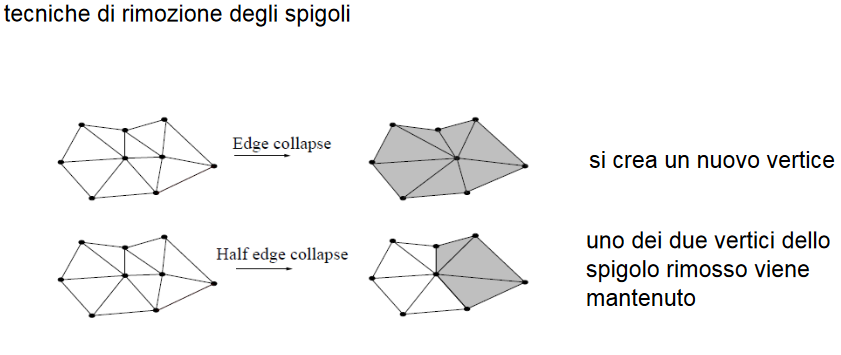 tecniche di rimozione degli spigoli
Edge collapse
si crea un nuovo vertice
Half edge collapse
uno dei due vertici dello
spigolo rimosso viene
mantenuto